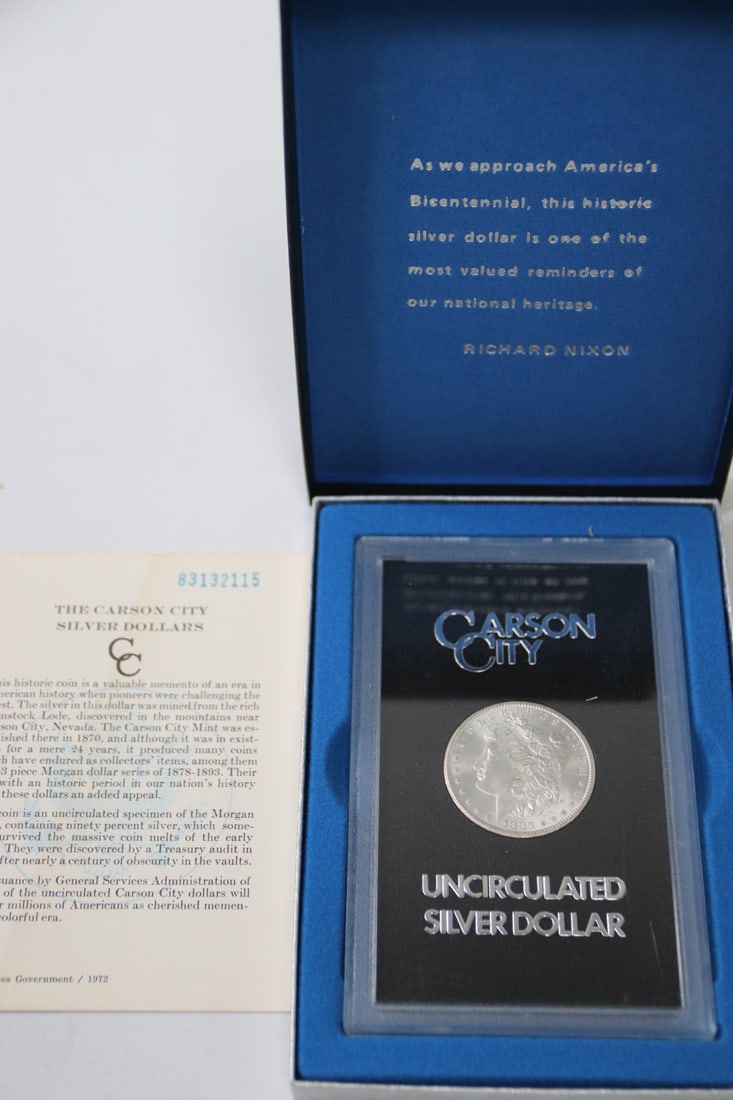 As we approach America's
Bicentennial, this historic
silver dollar is one of the
most valued reminders of
our national heritage.
RICHARD NIXON
83132115
THE CARSON CITY
SILVER DOLLARS
CC
is historic coin is a valuable memento of an era in
erican history when pioneers were challenging the
st. The silver in this dollar was mined from the rich
mstock Lode, discovered in the mountains near
son City, Nevada. The Carson City Mint was es-
ished there in 1870, and although it was in exist-
e for a mere 24 years, it produced many coins
ch have endured as collectors' items, among them
3 piece Morgan dollar series of 1878-1893. Their
with an historic period in our nation's history
these dollars an added appeal.
coin is an uncirculated specimen of the Morgan
, containing ninety percent silver, which some-
urvived the massive coin melts of the early
They were discovered by a Treasury audit in
fter nearly a century of obscurity in the vaults.
suance by General Services Administration of
of the uncirculated Carson City dollars will
r millions of Americans as cherished memen-
colorful era.
es Government / 1972
CARSON
CITY
UNCIRCULATED
SILVER DOLLAR